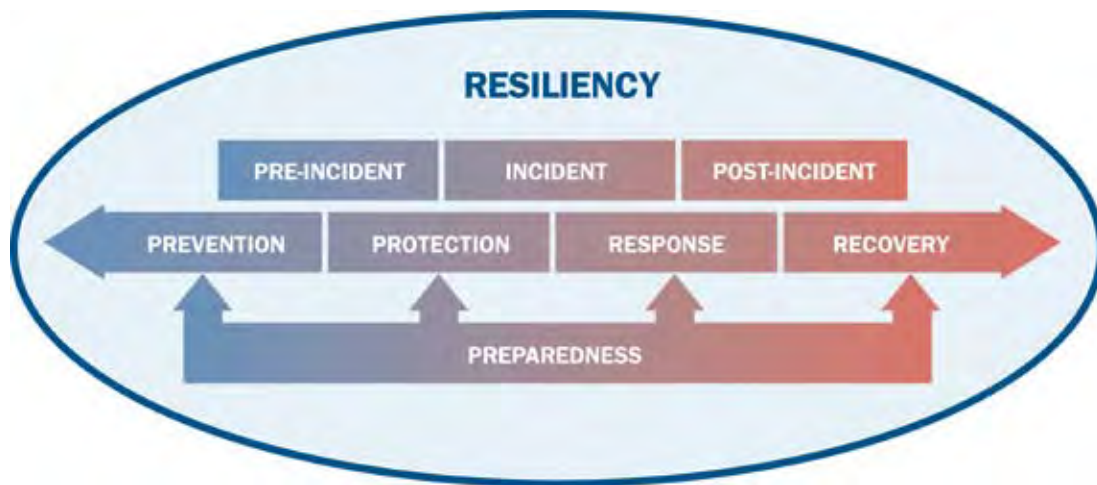 RESILIENCY
PRE-INCIDENT INCIDENT POST-INCIDENT
PREVENTION PROTECTION RESPONSE RECOVERY
PREPAREDNESS